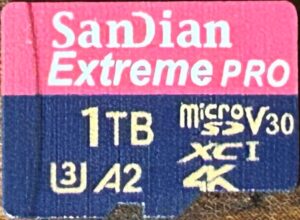 SanDian
Extreme PRO
1TB
micro SD V30
XC I
U3 A2
4K